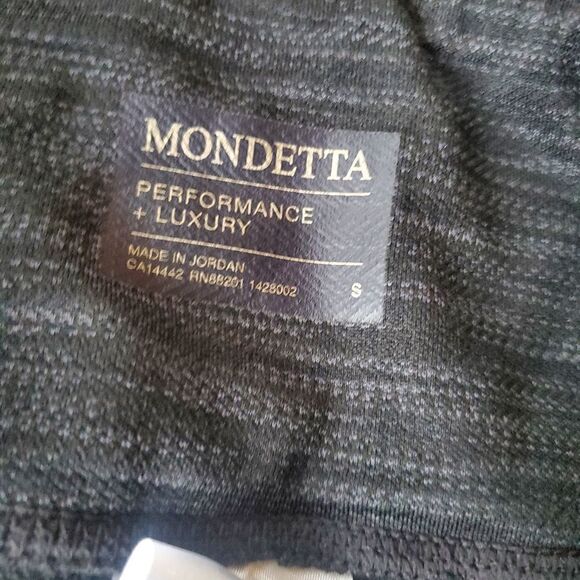 MONDETTA
PERFORMANCE
+ LUXURY
MADE IN JORDAN
CA14442 RN88201 1428002
S